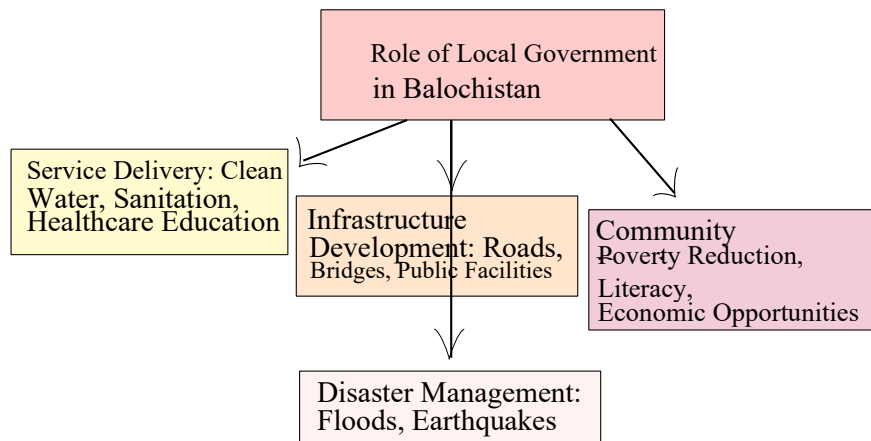 Role of Local Government
in Balochistan
Service Delivery: Clean
Water, Sanitation,
Healthcare Education
Infrastructure
Development: Roads,
Bridges, Public Facilities
Community
Poverty Reduction,
Literacy,
Economic Opportunities
Disaster Management:
Floods, Earthquakes